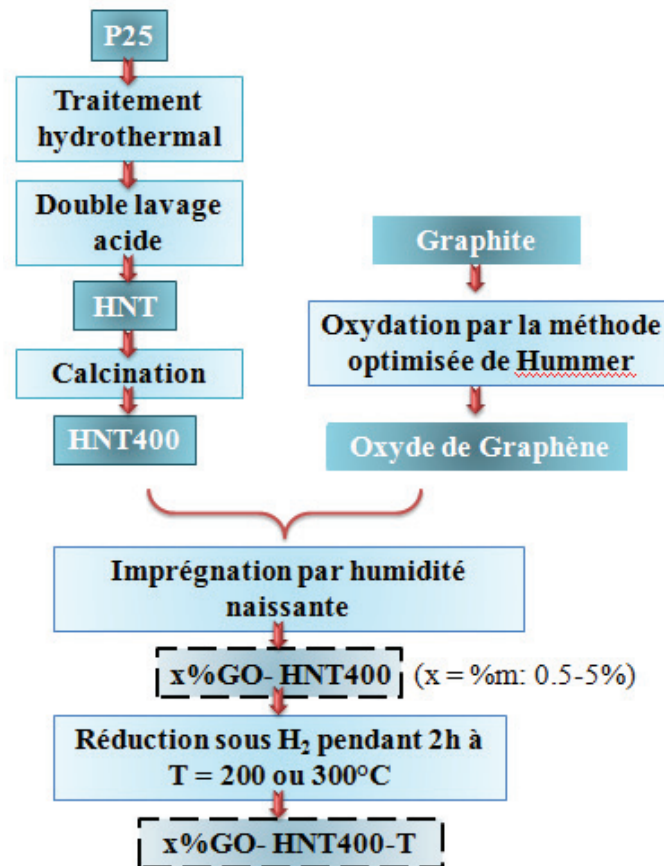 P25
Traitement
hydrothermal
Double lavage
acide
HNT
Calcination
HNT400
Graphite
Oxydation par la méthode
optimisée de Hummer
Oxyde de Graphène
Imprégnation par humidité
naissante
x%GO- HNT400 (x = %m: 0.5-5%)
Réduction sous H₂ pendant 2h à
T = 200 ou 300°C
x%GO- HNT400-T